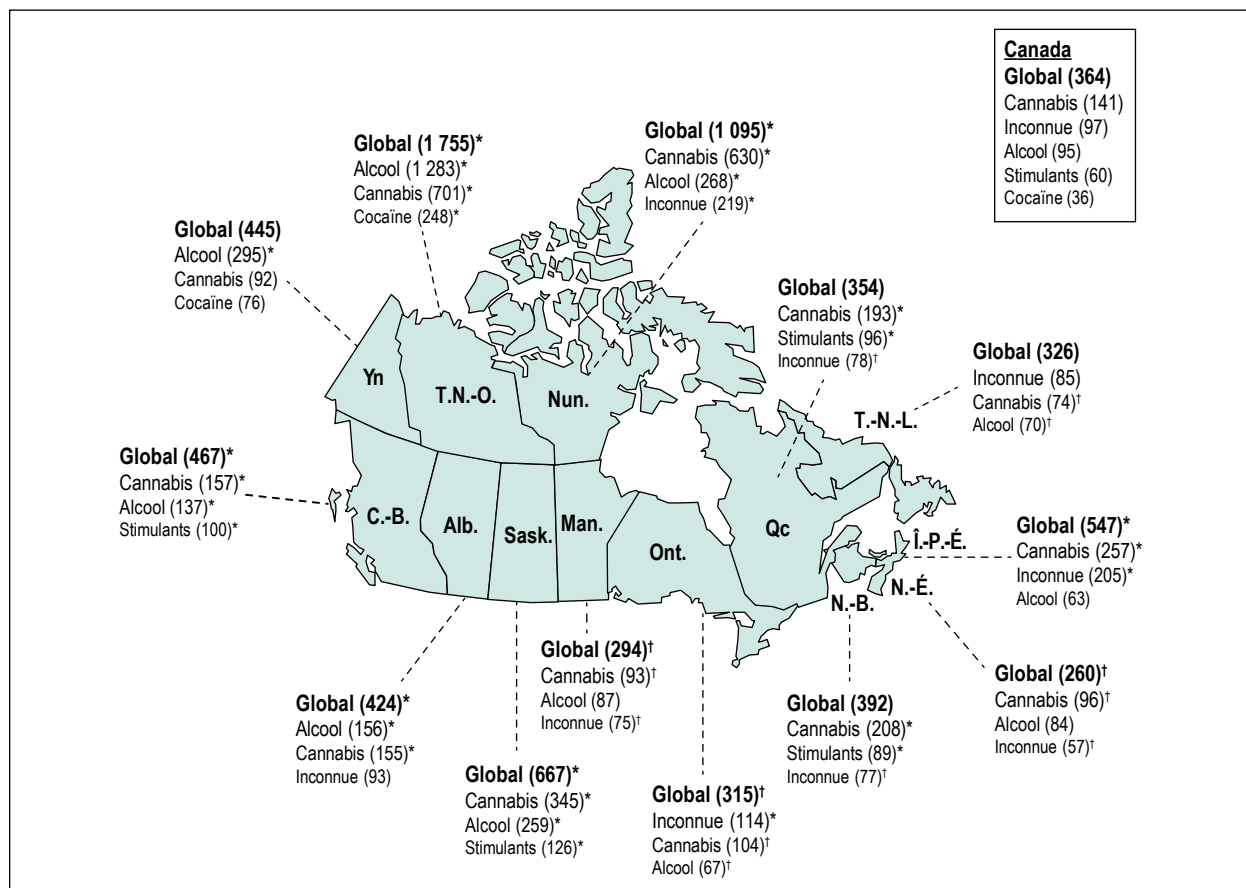 Canada
Global (364)
Cannabis (141)
Inconnue (97)
Alcool (95)
Stimulants (60)
Cocaïne (36)
Global (1 755)*
Alcool (1 283)*
Cannabis (701)*
Cocaïne (248)*
Global (1 095)*
Cannabis (630)*
Alcool (268)*
Inconnue (219)*
Global (445)
Alcool (295)*
Cannabis (92)
Cocaïne (76)
Global (354)
Cannabis (193)*
Stimulants (96)*
Inconnue (78)†
Global (326)
Inconnue (85)
Cannabis (74)†
Alcool (70)†
Yn
T.N.-O.
Nun.
T.-N.-L.
Global (467)*
Cannabis (157)*
Alcool (137)*
Stimulants (100)*
C.-B.
Alb.
Sask.
Man.
Ont.
Qc
Î.-P.-É.
N.-É.
N.-B.
Global (547)*
Cannabis (257)*
Inconnue (205)*
Alcool (63)
Global (424)*
Alcool (156)*
Cannabis (155)*
Inconnue (93)
Global (667)*
Cannabis (345)*
Alcool (259)*
Stimulants (126)*
Global (294)†
Cannabis (93)†
Alcool (87)
Inconnue (75)†
Global (315)†
Inconnue (114)*
Cannabis (104)†
Alcool (67)†
Global (392)
Cannabis (208)*
Stimulants (89)*
Inconnue (77)†
Global (260)†
Cannabis (96)†
Alcool (84)
Inconnue (57)†